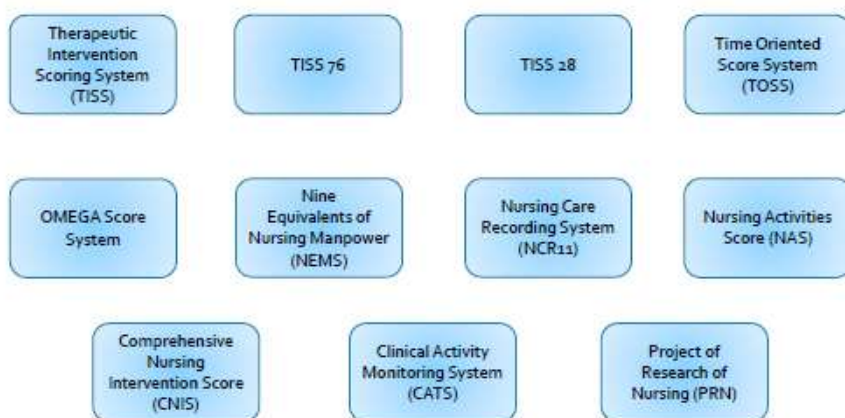 Therapeutic
Intervention
Scoring System
(TISS)
TISS 76
TISS 28
Time Oriented
Score System
(TOSS)
OMEGA Score
System
Nine
Equivalents of
Nursing Manpower
(NEMS)
Nursing Care
Recording System
(NCR11)
Nursing Activities
Score (NAS)
Comprehensive
Nursing
Intervention Score
(CNIS)
Clinical Activity
Monitoring System
(CATS)
Project of
Research of
Nursing (PRN)